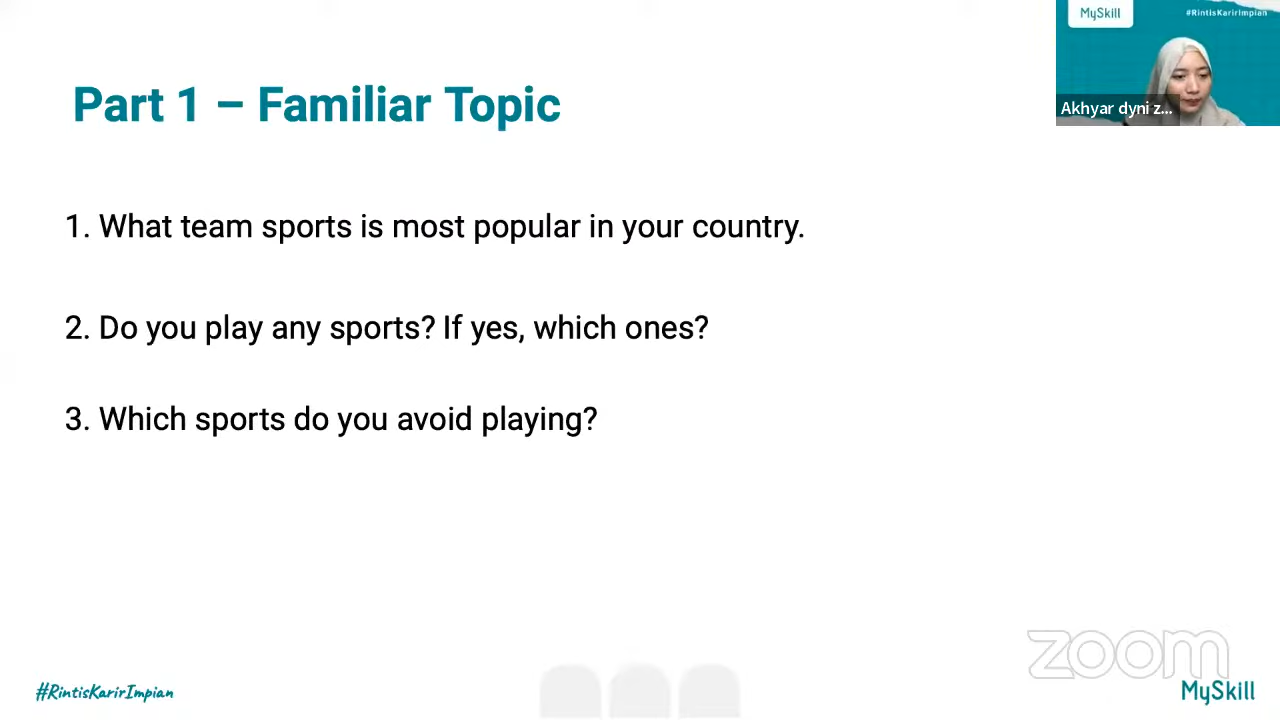 MySkill
#RintisKarirImpian
Akhyar dyni z...
Part 1 – Familiar Topic
1. What team sports is most popular in your country.
2. Do you play any sports? If yes, which ones?
3. Which sports do you avoid playing?
zoom
#RintisKarirImpian
MySkill